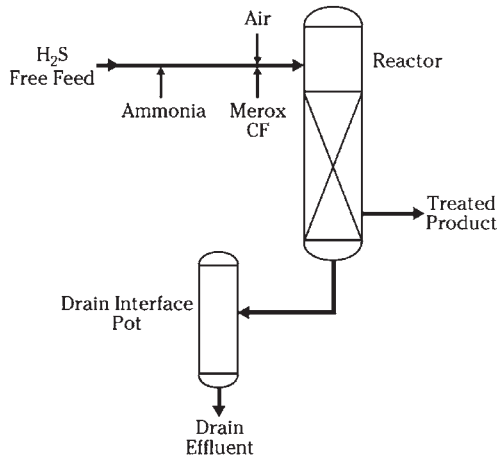 Air
H₂S
Free Feed
Reactor
Ammonia
Merox
CF
Treated
Product
Drain Interface
Pot
Drain
Effluent